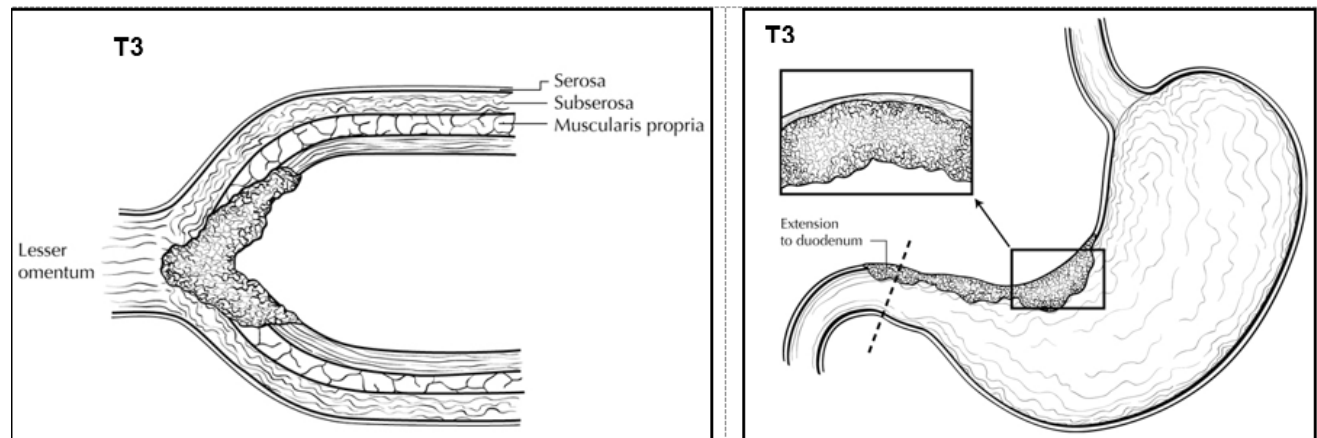 T3
Serosa
Subserosa
Muscularis propria
Lesser
omentum
T3
Extension
to duodenum